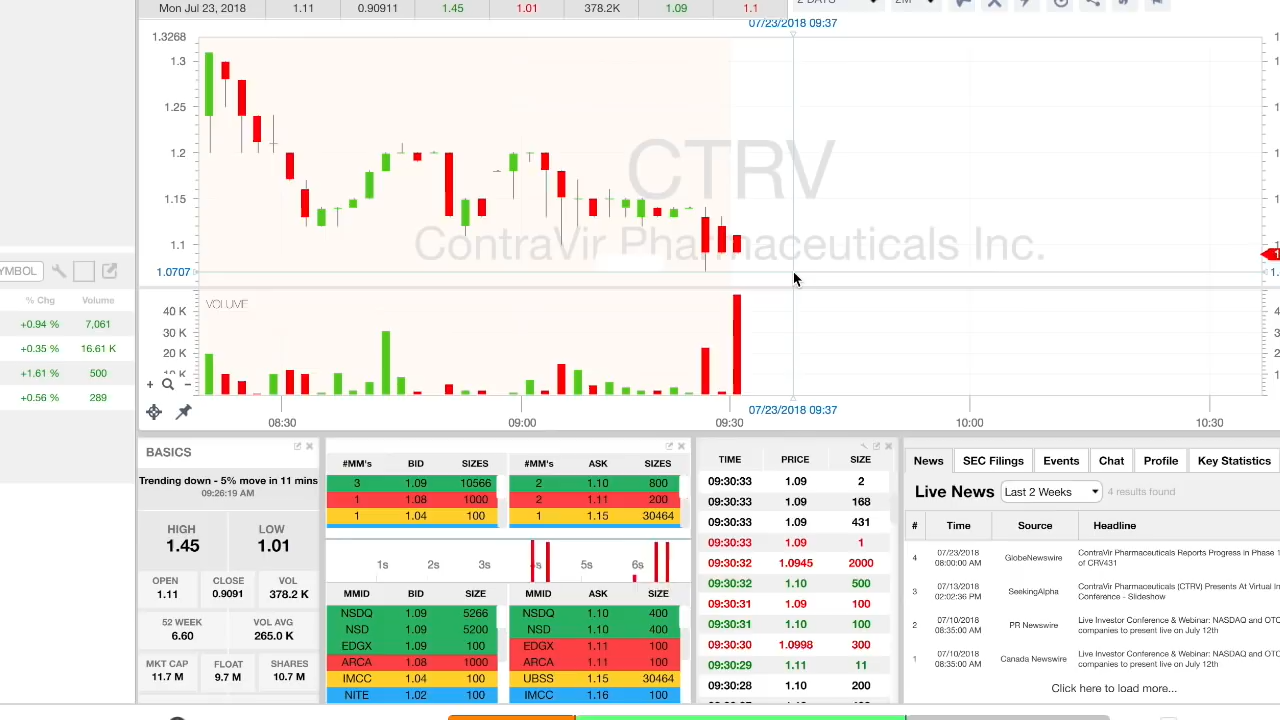 Mon Jul 23, 2018 1.11 0.90911 1.45 1.01 378.2K 1.09 1.1
2 DAYS 2M
07/23/2018 09:37
1.3268
1.3
1.25
1.2
1.15
1.1
1.0707
CTRV
ContraVir Pharmaceuticals Inc.
VOLUME
40 K
30 K
20 K
+ -
08:30 09:00 09:30 10:00 10:30
07/23/2018 09:37
YMBOL
% Chg Volume
+0.94 % 7,061
+0.35 % 16.61 K
+1.61 % 500
+0.56 % 289
BASICS
Trending down - 5% move in 11 mins
09:26:19 AM
HIGH LOW
1.45 1.01
OPEN CLOSE VOL
1.11 0.9091 378.2 K
52 WEEK VOL AVG
6.60 265.0 K
MKT CAP FLOAT SHARES
11.7 M 9.7 M 10.7 M
#MM's BID SIZES #MM's ASK SIZES
3 1.09 10566 2 1.10 800
1 1.08 1000 2 1.11 200
1 1.04 100 1 1.15 30464
1s 2s 3s 5s 6s
MMID BID SIZE MMID ASK SIZE
NSDQ 1.09 5266 NSDQ 1.10 400
NSD 1.09 5200 NSD 1.10 400
EDGX 1.09 100 EDGX 1.11 100
ARCA 1.08 1000 ARCA 1.11 100
IMCC 1.04 100 UBSS 1.15 30464
NITE 1.02 100 IMCC 1.16 100
TIME PRICE SIZE
09:30:33 1.09 2
09:30:33 1.09 168
09:30:33 1.09 431
09:30:33 1.09 1
09:30:32 1.0945 2000
09:30:32 1.10 500
09:30:31 1.09 100
09:30:31 1.10 100
09:30:30 1.0998 300
09:30:29 1.11 11
09:30:28 1.10 200
News SEC Filings Events Chat Profile Key Statistics
Live News Last 2 Weeks 4 results found
# Time Source Headline
4 07/23/2018 08:00:00 AM GlobeNewswire ContraVir Pharmaceuticals Reports Progress in Phase 1
of CRV431
3 07/13/2018 02:02:36 PM SeekingAlpha ContraVir Pharmaceuticals (CTRV) Presents At Virtual In
Conference - Slideshow
2 07/10/2018 08:35:00 AM PR Newswire Live Investor Conference & Webinar: NASDAQ and OTC
companies to present live on July 12th
1 07/10/2018 08:35:00 AM Canada Newswire Live Investor Conference & Webinar: NASDAQ and OTC
companies to present live on July 12th
Click here to load more...